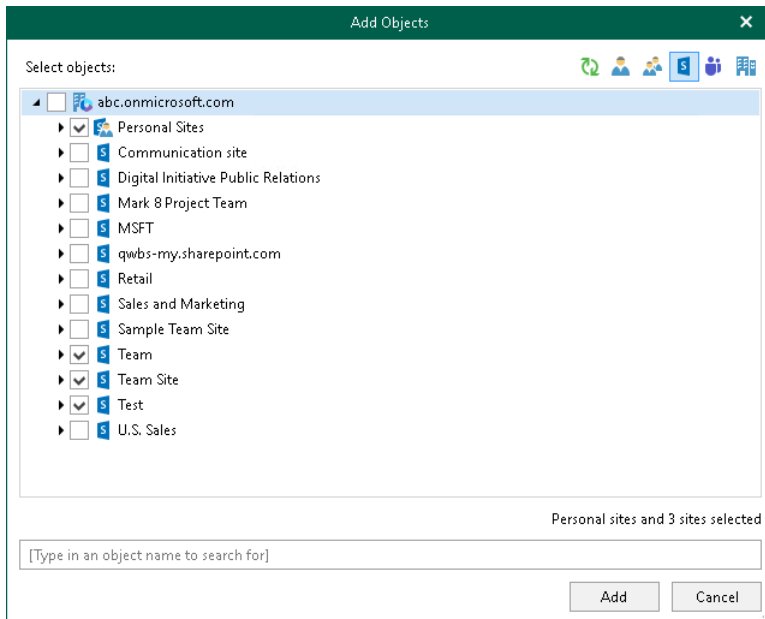 Add Objects
Select objects:
abc.onmicrosoft.com
Personal Sites
Communication site
Digital Initiative Public Relations
Mark 8 Project Team
MSFT
qwbs-my.sharepoint.com
Retail
Sales and Marketing
Sample Team Site
Team
Team Site
Test
U.S. Sales
Personal sites and 3 sites selected
[Type in an object name to search for]
Add Cancel